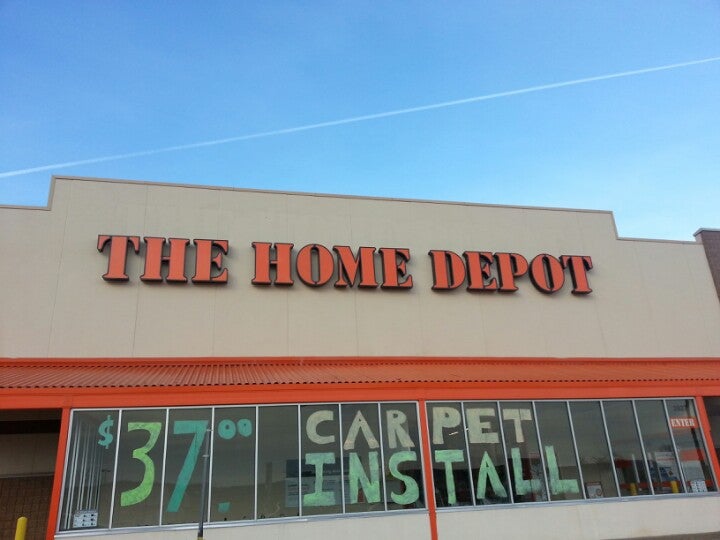 THE HOME DEPOT
$37.00 CARPET
INSTALL
ENTER